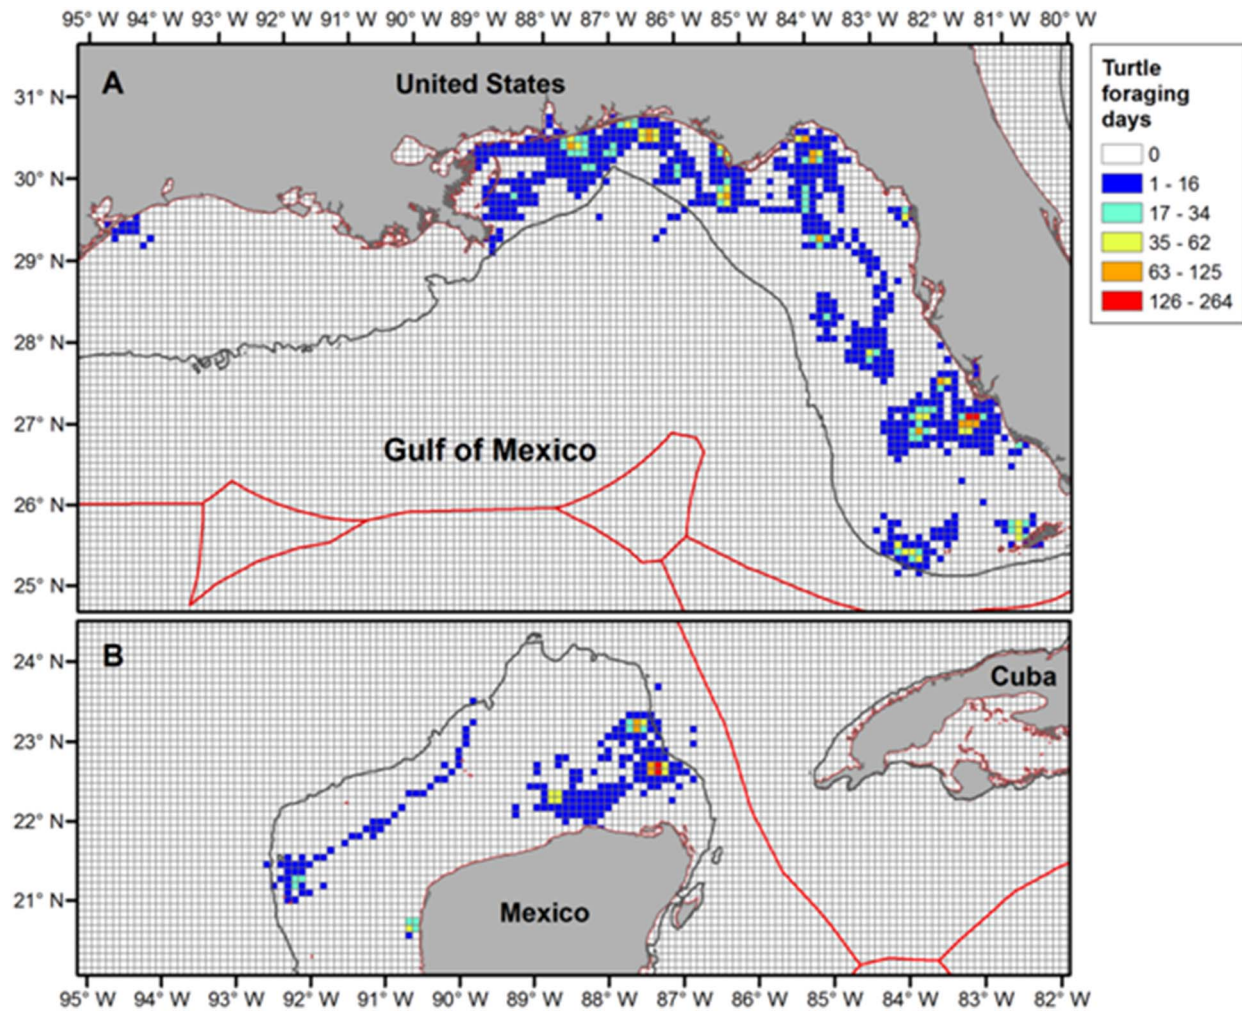 95° W 94° W 93° W 92° W 91° W 90° W 89° W 88° W 87° W 86° W 85° W 84° W 83° W 82° W 81° W 80° W
A
United States
31° N
30° N
29° N
28° N
27° N
26° N
25° N
Gulf of Mexico
Turtle
foraging
days
0
1 - 16
17 - 34
35 - 62
63 - 125
126 - 264
B
24° N
23° N
22° N
21° N
Cuba
Mexico
95° W 94° W 93° W 92° W 91° W 90° W 89° W 88° W 87° W 86° W 85° W 84° W 83° W 82° W